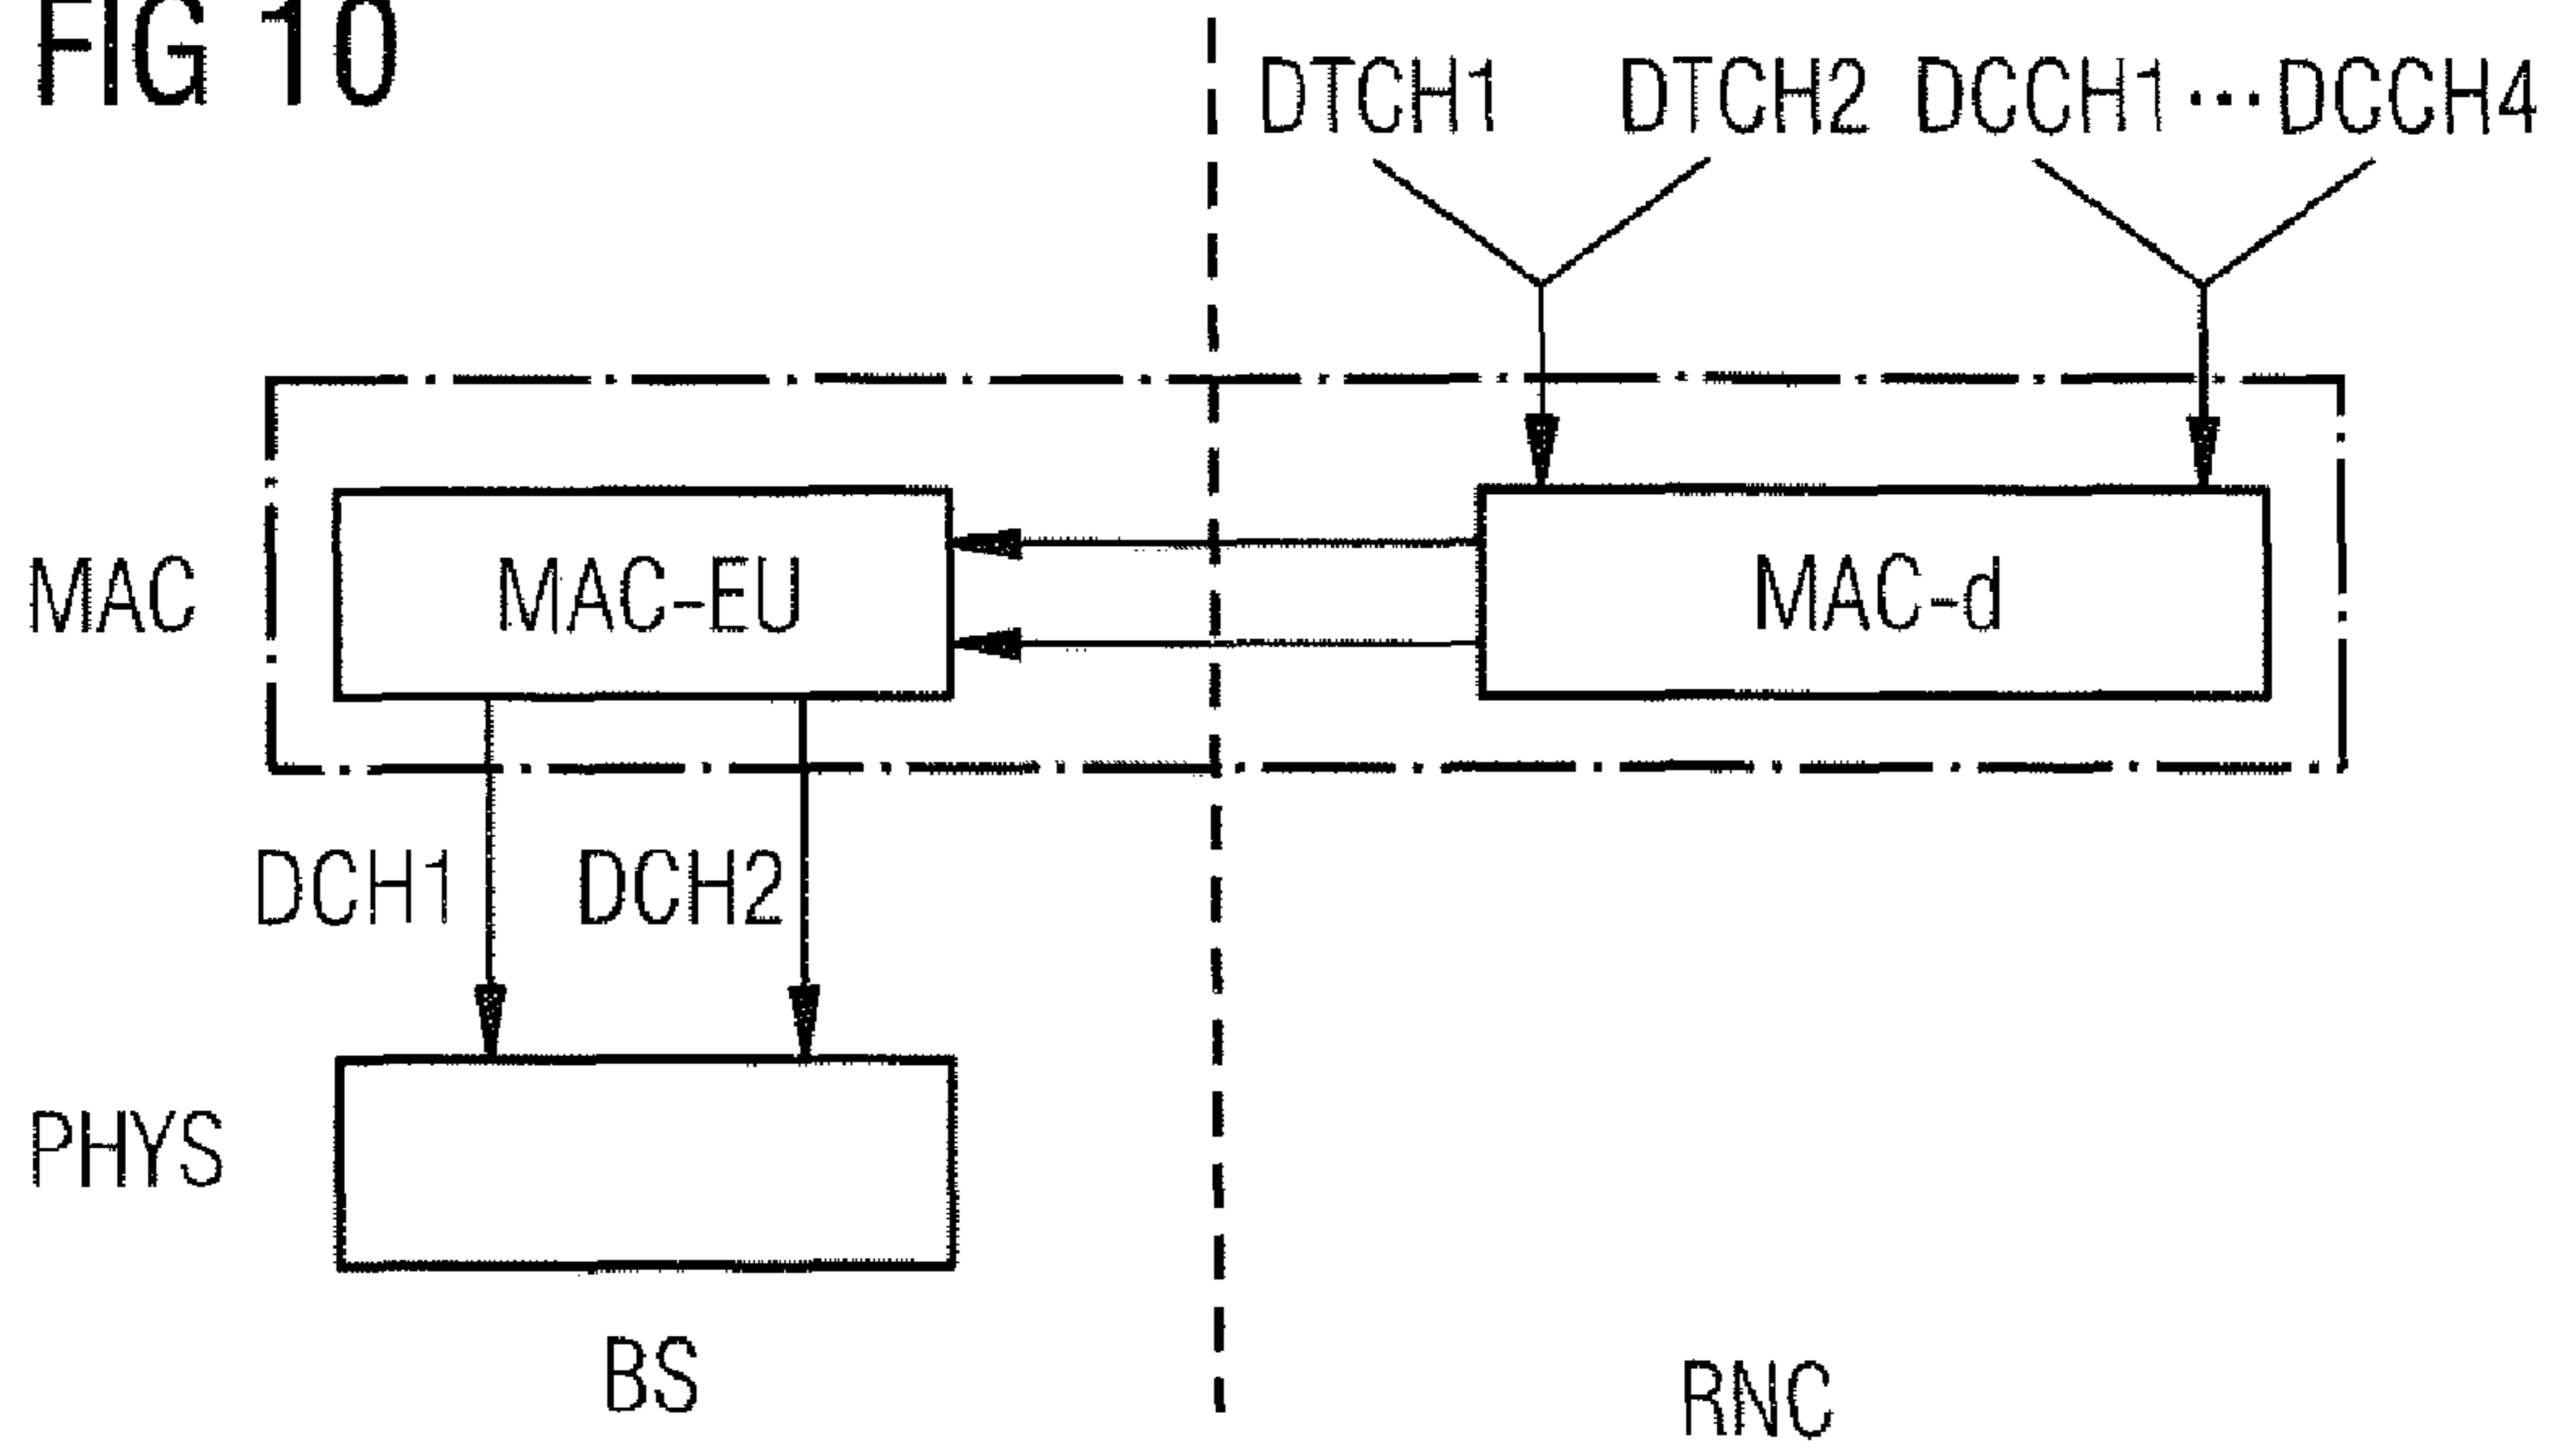 FIG 10
DTCH1 DTCH2 DCCH1 ••• DCCH4
MAC MAC-EU MAC-d
DCH1 DCH2
PHYS
BS
RNC